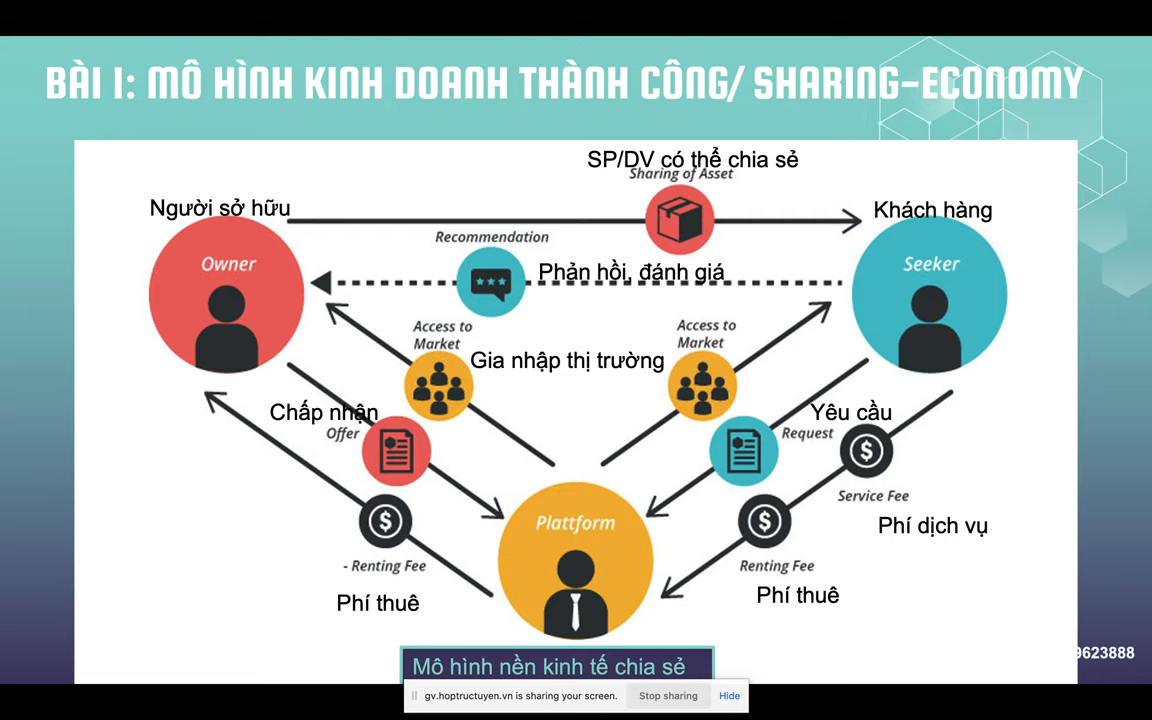 BÀI 1: MÔ HÌNH KINH DOANH THÀNH CÔNG/ SHARING-ECONOMY
SP/DV có thể chia sẻ
Sharing of Asset
Người sở hữu
Khách hàng
Recommendation
Owner
Phản hồi, đánh giá
Seeker
Access to
Market
Access to
Market
Gia nhập thị trường
Chấp nhận
Offer
Yêu cầu
Request
Service Fee
Plattform
Phí dịch vụ
- Renting Fee
Renting Fee
Phí thuê
Phí thuê
9623888
Mô hình nền kinh tế chia sẻ
gv.hoptructuyen.vn is sharing your screen.
Stop sharing
Hide